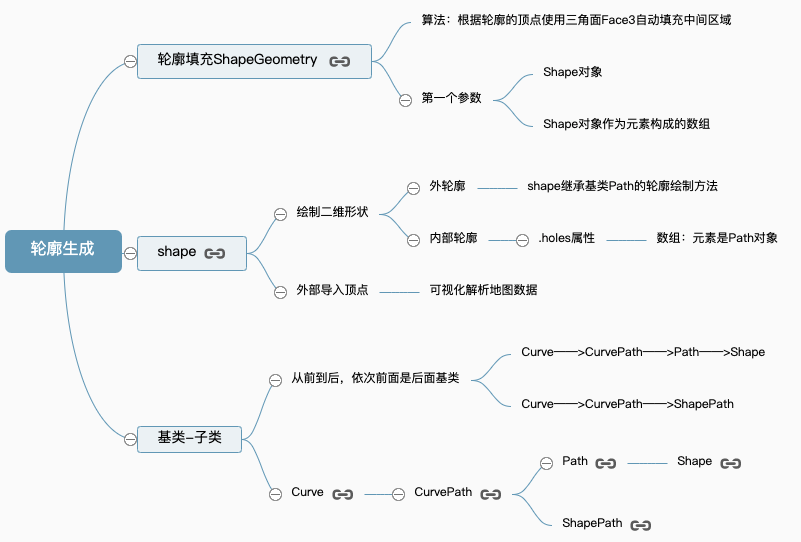 轮廓生成
轮廓填充ShapeGeometry
算法：根据轮廓的顶点使用三角面Face3自动填充中间区域
第一个参数
Shape对象
Shape对象作为元素构成的数组
shape
绘制二维形状
外轮廓
shape继承基类Path的轮廓绘制方法
内部轮廓
.holes属性
数组：元素是Path对象
外部导入顶点
可视化解析地图数据
基类-子类
从前到后，依次前面是后面基类
Curve——>CurvePath——>Path——>Shape
Curve——>CurvePath——>ShapePath
Curve
CurvePath
Path
Shape
ShapePath